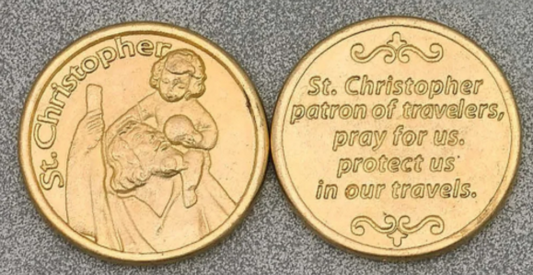 St. Christopher
St. Christopher
patron of travelers,
pray for us.
protect us
in our travels.